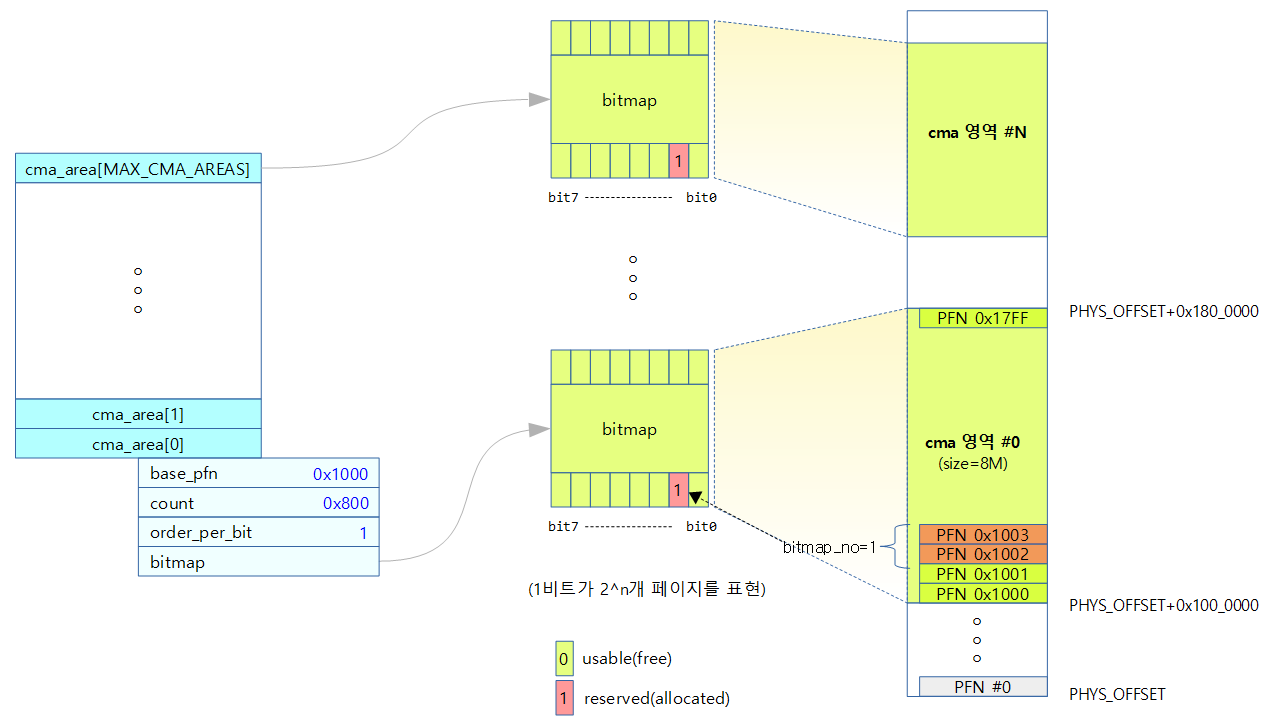 cma_area[MAX_CMA_AREAS]
cma_area[1]
cma_area[0]
base_pfn 0x1000
count 0x800
order_per_bit 1
bitmap
bitmap
1
bit7 bit0
bitmap
1
bit7 bit0
(1비트가 2^n개 페이지를 표현)
0 usable(free)
1 reserved(allocated)
cma 영역 #N
PFN 0x17FF
PHYS_OFFSET+0x180_0000
cma 영역 #0
(size=8M)
bitmap_no=1
PFN 0x1003
PFN 0x1002
PFN 0x1001
PFN 0x1000
PHYS_OFFSET+0x100_0000
PFN #0
PHYS_OFFSET